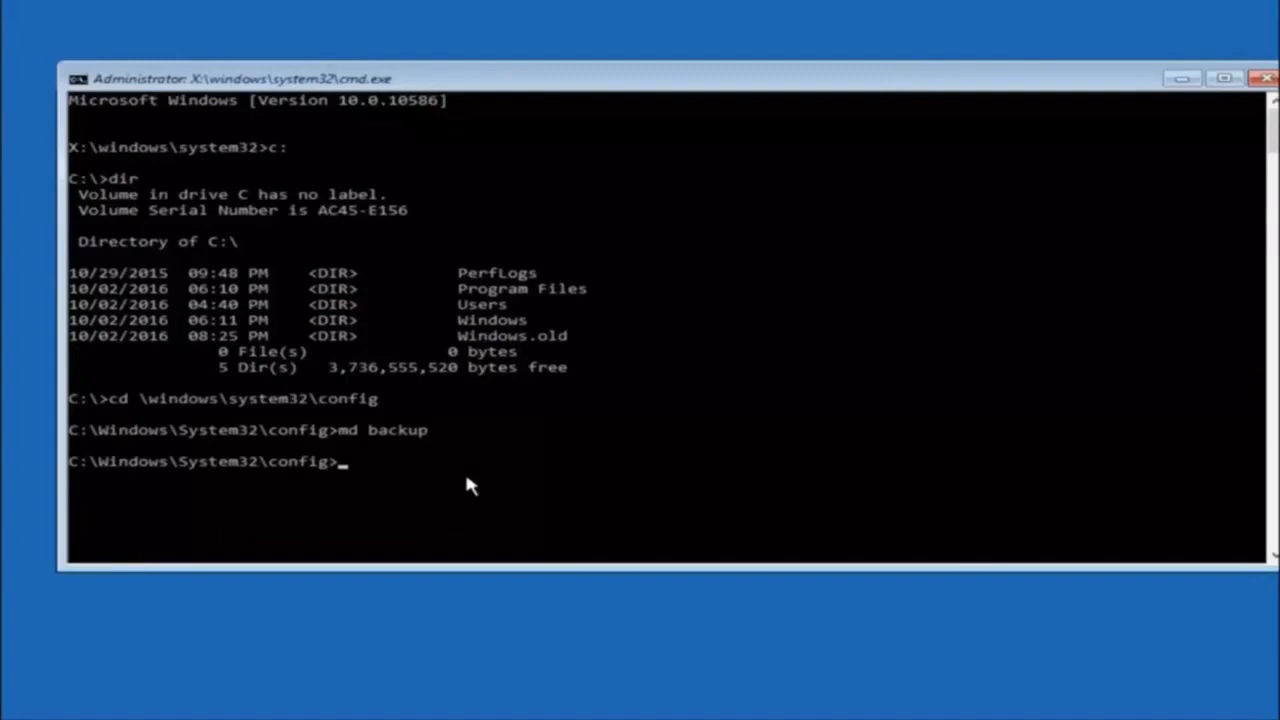 Administrator: X:\windows\system32\cmd.exe
Microsoft Windows [Version 10.0.10586]
X:\windows\system32>c:
C:\>dir
Volume in drive C has no label.
Volume Serial Number is AC45-E156
Directory of C:\
10/29/2015  09:48 PM    <DIR>          PerfLogs
10/02/2016  06:10 PM    <DIR>          Program Files
10/02/2016  04:40 PM    <DIR>          Users
10/02/2016  06:11 PM    <DIR>          Windows
10/02/2016  08:25 PM    <DIR>          Windows.old
0 File(s)              0 bytes
5 Dir(s)   3,736,555,520 bytes free
C:\>cd \windows\system32\config
C:\Windows\System32\config>md backup
C:\Windows\System32\config>_